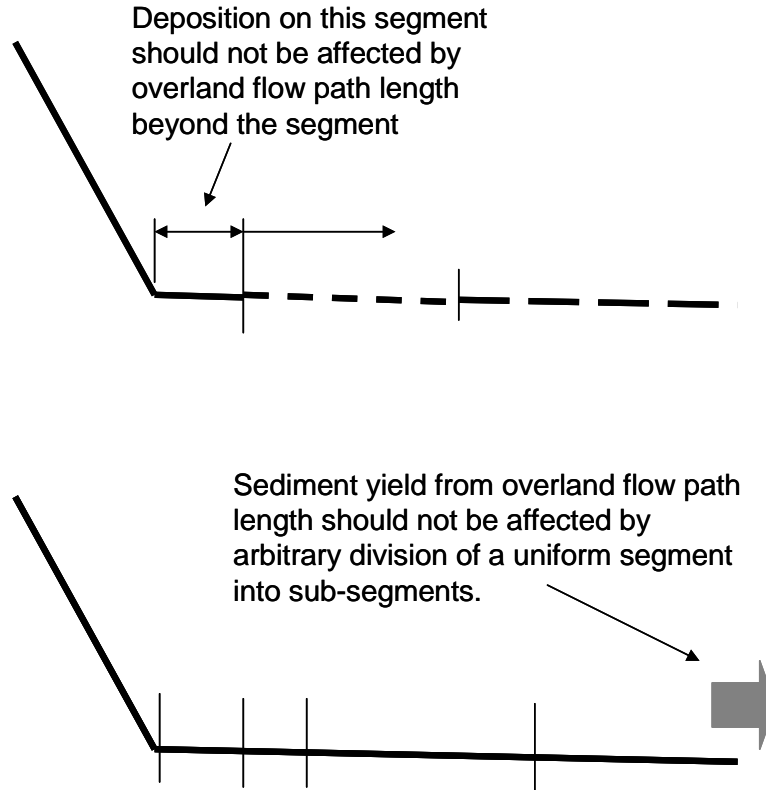 Deposition on this segment
should not be affected by
overland flow path length
beyond the segment
Sediment yield from overland flow path
length should not be affected by
arbitrary division of a uniform segment
into sub-segments.